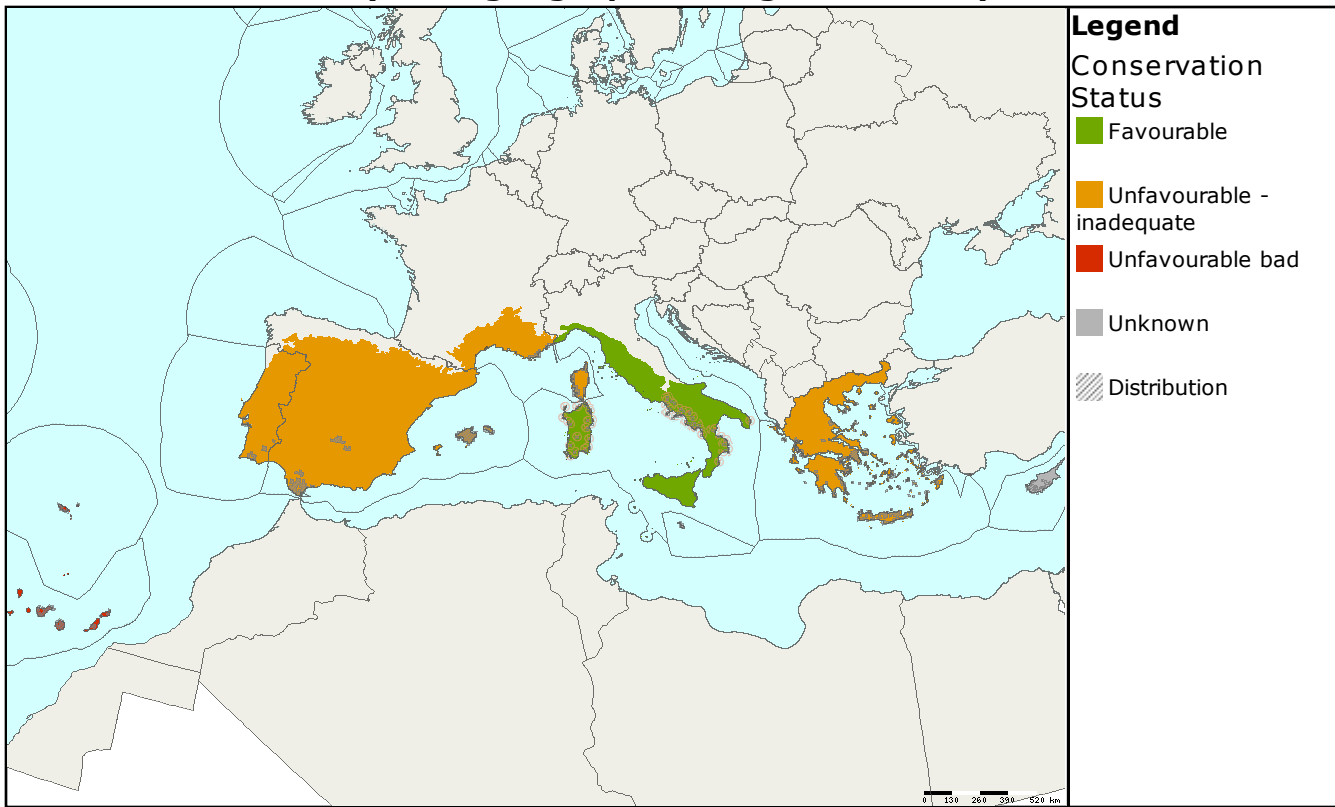 Legend
Conservation
Status
Favourable
Unfavourable -
inadequate
Unfavourable bad
Unknown
Distribution
0 130 260 390 520 km